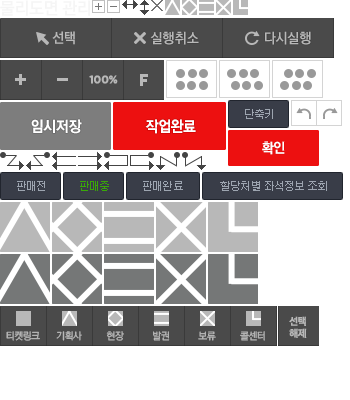 물리도면 관리
선택 실행취소 다시실행
100% F
임시저장 작업완료 단축키
확인
판매전 판매중 판매완료 할당처별 좌석정보 조회
티켓링크 기획사 현장 발권 보류 콜센터 선택
해제